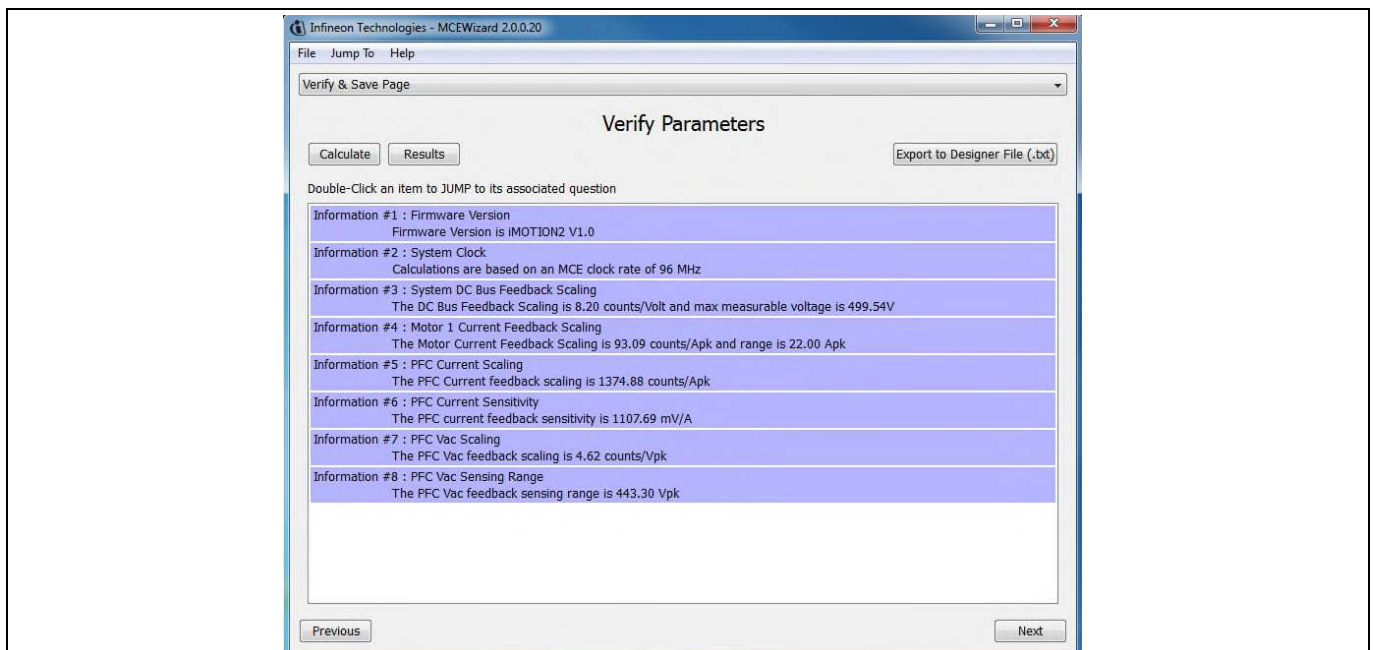 Infineon Technologies - MCEWizard 2.0.0.20
File Jump To Help
Verify & Save Page
Verify Parameters
Calculate Results Export to Designer File (.txt)
Double-Click an item to JUMP to its associated question
Information #1 : Firmware Version
Firmware Version is iMOTION2 V1.0
Information #2 : System Clock
Calculations are based on an MCE clock rate of 96 MHz
Information #3 : System DC Bus Feedback Scaling
The DC Bus Feedback Scaling is 8.20 counts/Volt and max measurable voltage is 499.54V
Information #4 : Motor 1 Current Feedback Scaling
The Motor Current Feedback Scaling is 93.09 counts/Apk and range is 22.00 Apk
Information #5 : PFC Current Scaling
The PFC Current feedback scaling is 1374.88 counts/Apk
Information #6 : PFC Current Sensitivity
The PFC current feedback sensitivity is 1107.69 mV/A
Information #7 : PFC Vac Scaling
The PFC Vac feedback scaling is 4.62 counts/Vpk
Information #8 : PFC Vac Sensing Range
The PFC Vac feedback sensing range is 443.30 Vpk
Previous Next